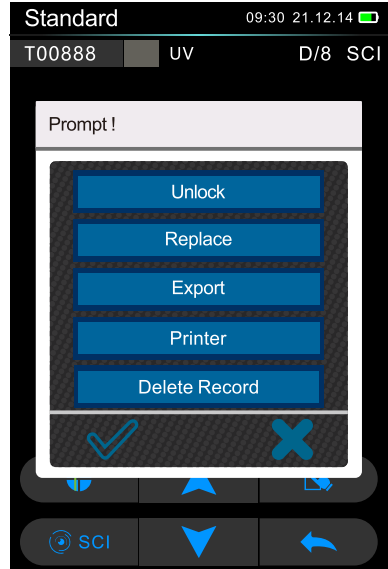 Standard 09:30 21.12.14
T00888 UV D/8 SCI
Prompt !
Unlock
Replace
Export
Printer
Delete Record
SCI